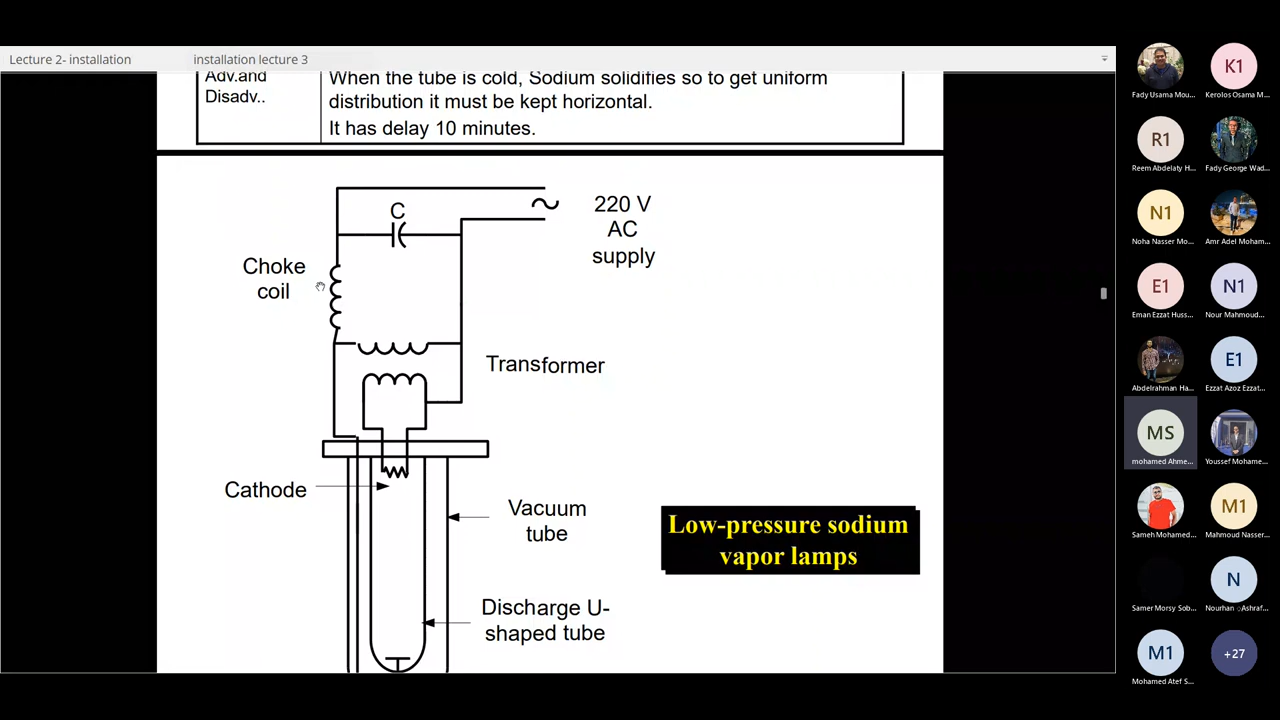 Lecture 2- installation
installation lecture 3
Adv.and
Disadv..
When the tube is cold, Sodium solidifies so to get uniform
distribution it must be kept horizontal.
It has delay 10 minutes.
C
220 V
AC
supply
Choke
coil
Transformer
Cathode
Vacuum
tube
Discharge U-
shaped tube
Low-pressure sodium
vapor lamps
Fady Usama Mou...
K1
Kerolos Osama M...
R1
Reem Abdelaty H...
Fady George Wad...
N1
Noha Nasser Mo...
Amr Adel Moham...
E1
Eman Ezzat Huss...
N1
Nour Mahmoud...
Abdelrahman Ha...
E1
Ezzat Azoz Ezzat...
MS
mohamed Ahme...
Youssef Mohame...
Sameh Mohamed...
M1
Mahmoud Nasser...
Samer Morsy Sob...
N
Nourhan ◌Ashraf...
M1
Mohamed Atef S...
+27